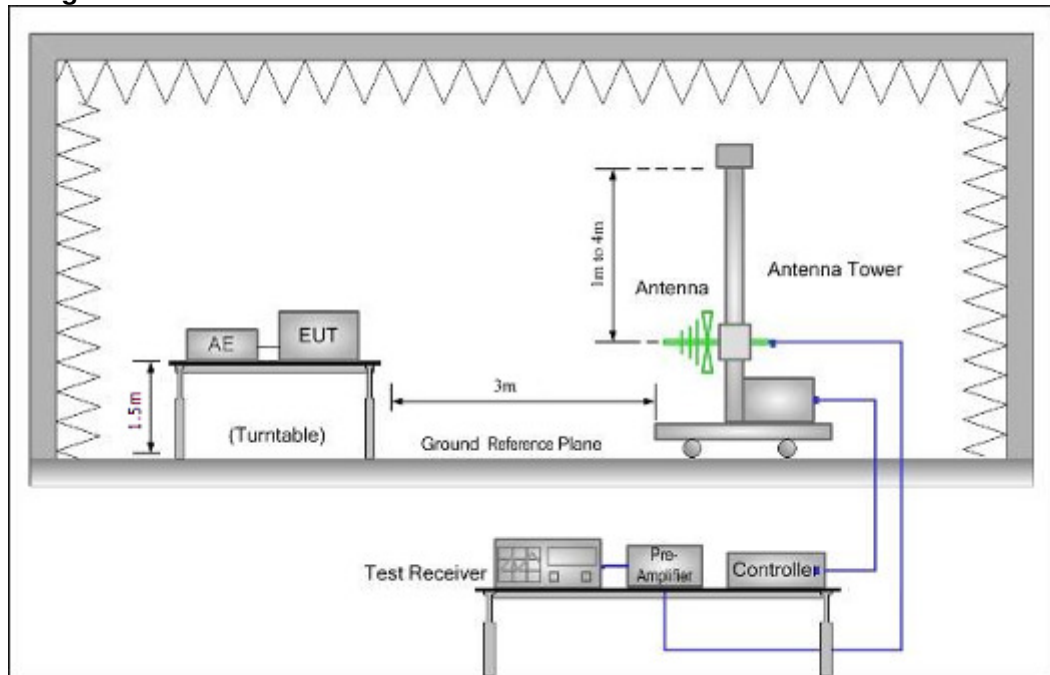 1m to 4m
Antenna Tower
Antenna
AE
EUT
3m
1.5m
(Turntable)
Ground Reference Plane
Test Receiver
Pre-
Amplifier
Controller